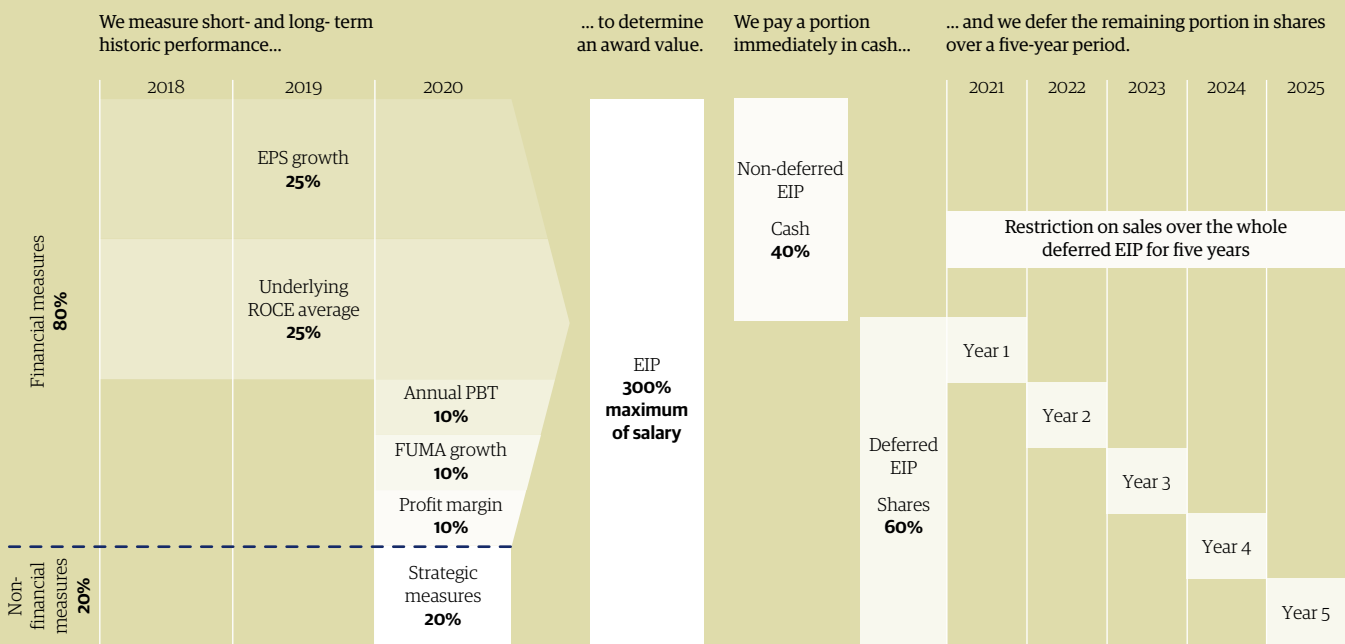 We measure short- and long- term
historic performance...
... to determine
an award value.
We pay a portion
immediately in cash...
... and we defer the remaining portion in shares
over a five-year period.
2018
2019
2020
2021
2022
2023
2024
2025
Financial measures
80%
EPS growth
25%
Underlying
ROCE average
25%
Annual PBT
10%
FUMA growth
10%
Profit margin
10%
Non-
financial
measures
20%
Strategic
measures
20%
EIP
300%
maximum
of salary
Non-deferred
EIP
Cash
40%
Deferred
EIP
Shares
60%
Restriction on sales over the whole
deferred EIP for five years
Year 1
Year 2
Year 3
Year 4
Year 5